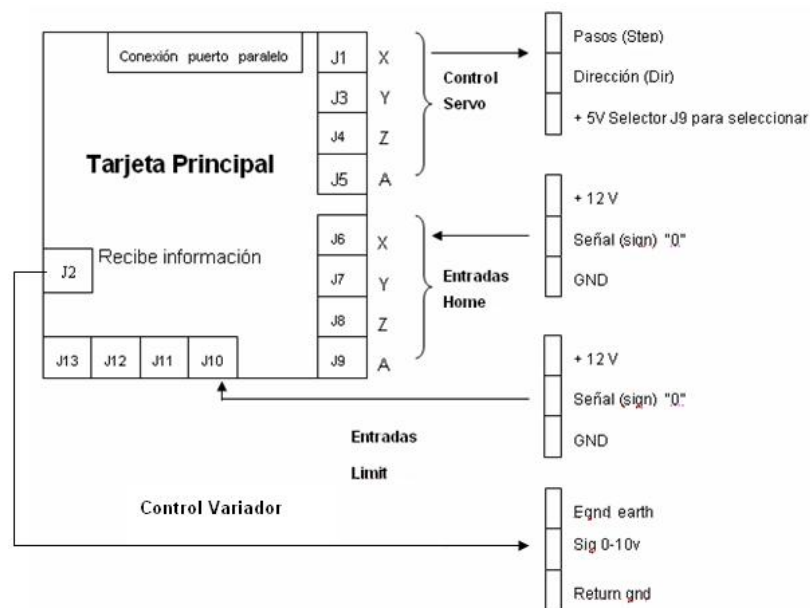 Conexión puerto paralelo
J1 X
J3 Y
J4 Z
J5 A
Control
Servo
Pasos (Step)
Dirección (Dir)
+ 5V Selector J9 para seleccionar
Tarjeta Principal
Recibe información
J2
J6 X
J7 Y
J8 Z
J9 A
Entradas
Home
+ 12 V
Señal (sign) "0"
GND
J13 J12 J11 J10
Entradas
Limit
+ 12 V
Señal (sign) "0"
GND
Control Variador
Egnd earth
Sig 0-10v
Return gnd